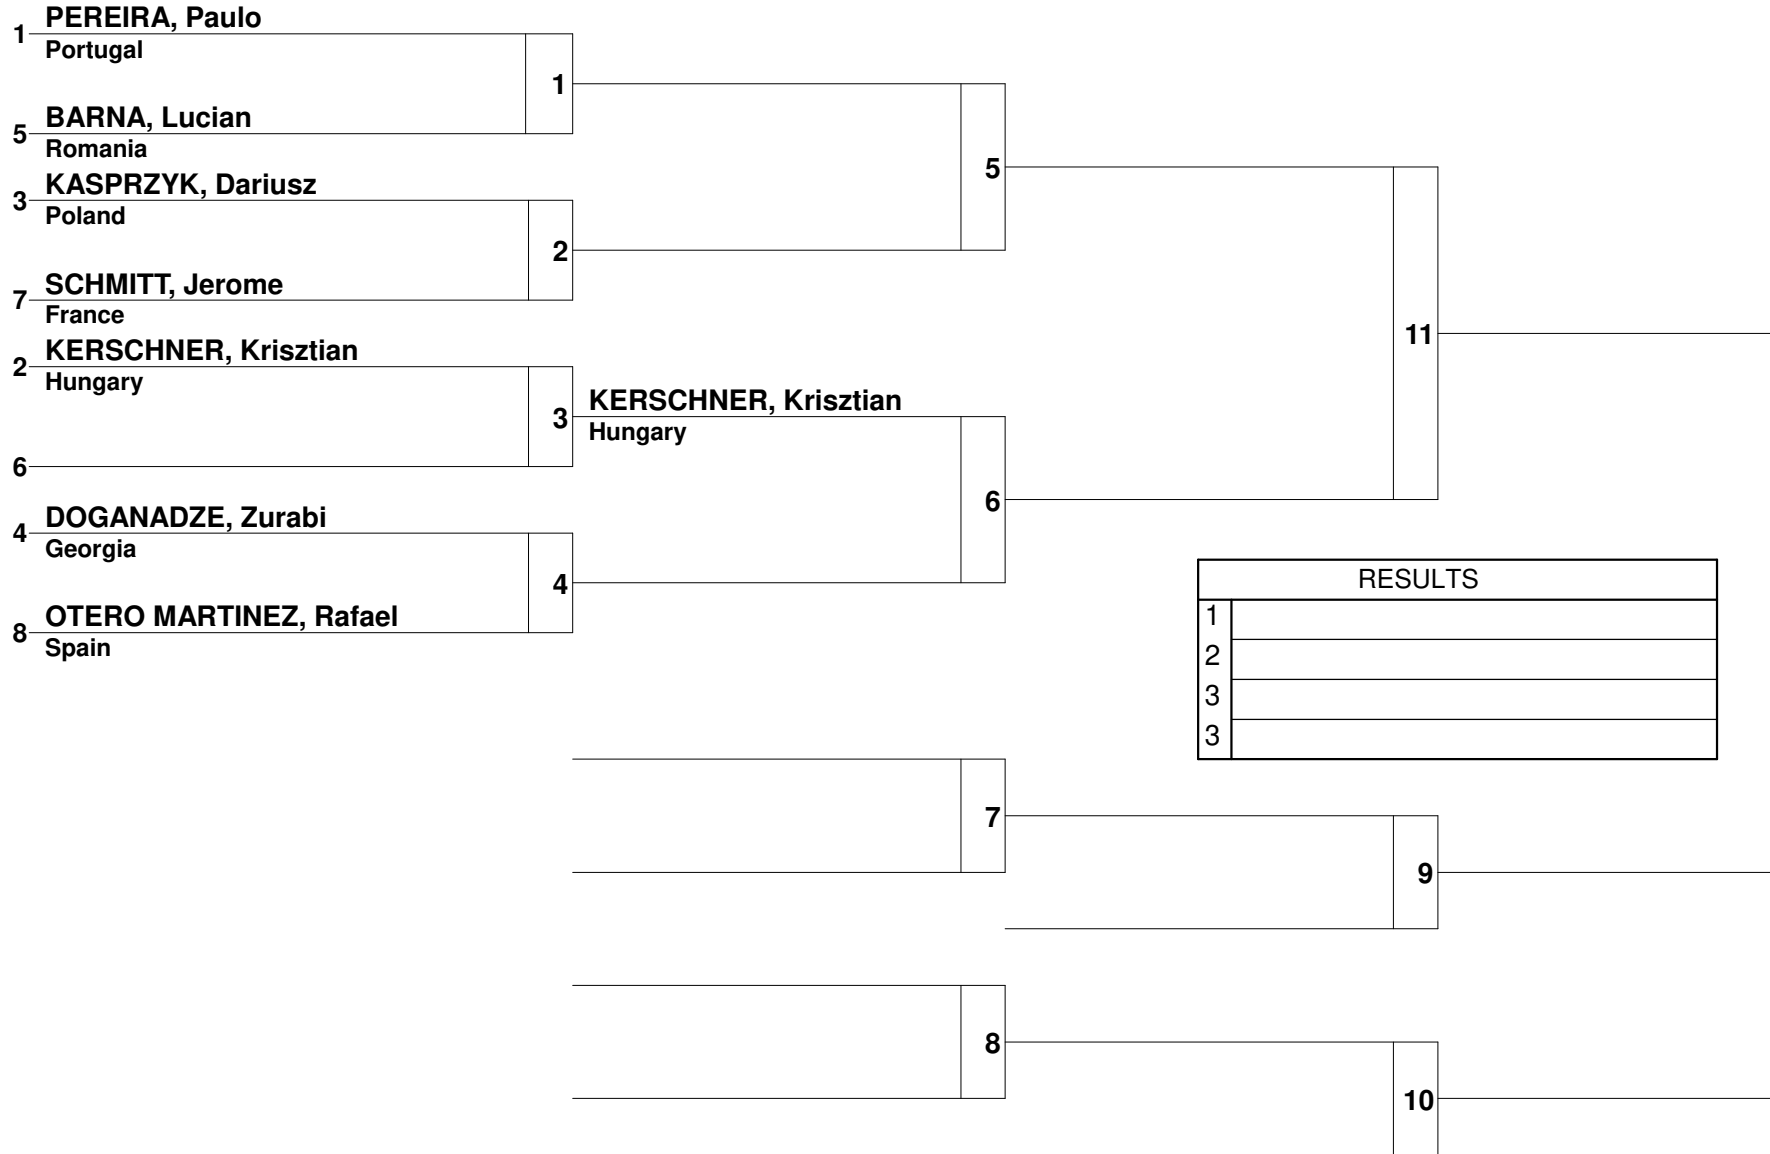 PEREIRA, Paulo
1
Portugal
1
BARNA, Lucian
5
Romania
5
KASPRZYK, Dariusz
3
Poland
2
SCHMITT, Jerome
7
France
11
KERSCHNER, Krisztian
2
Hungary
KERSCHNER, Krisztian
3
Hungary
6
6
DOGANADZE, Zurabi
4
Georgia
4
OTERO MARTINEZ, Rafael
8
Spain
RESULTS
1
2
3
3
7
9
8
10